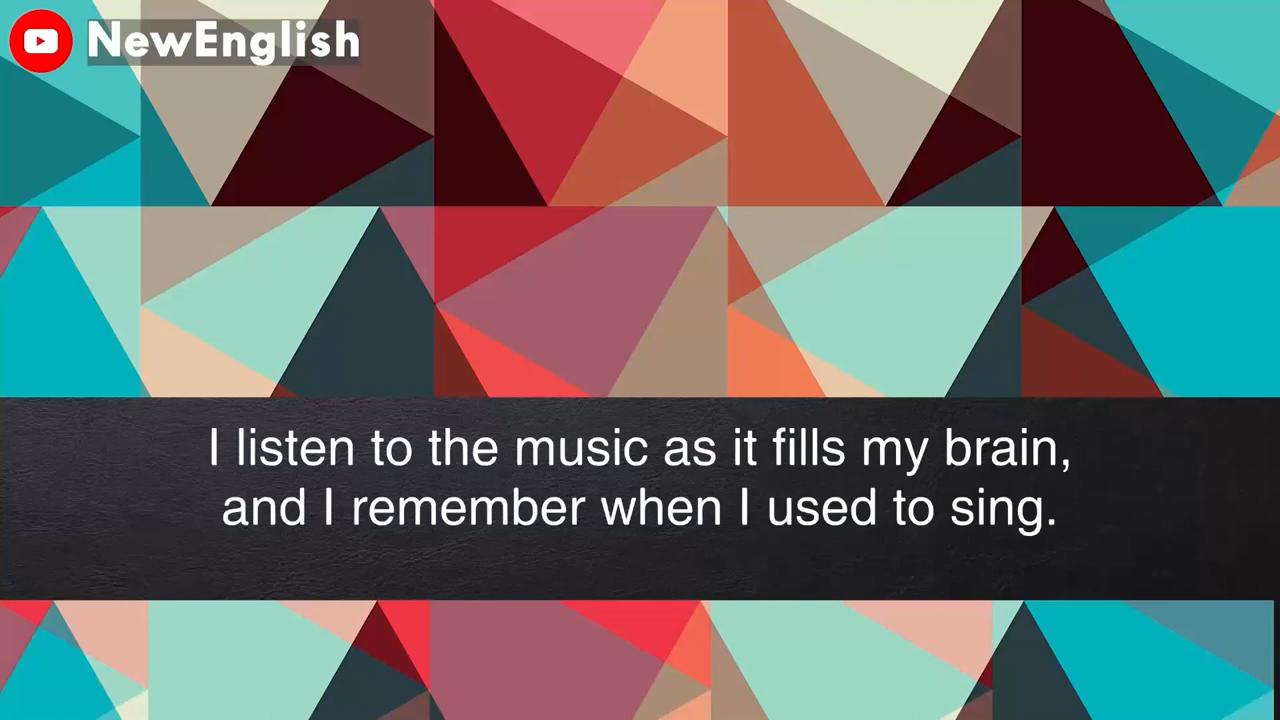 NewEnglish
I listen to the music as it fills my brain,
and I remember when I used to sing.